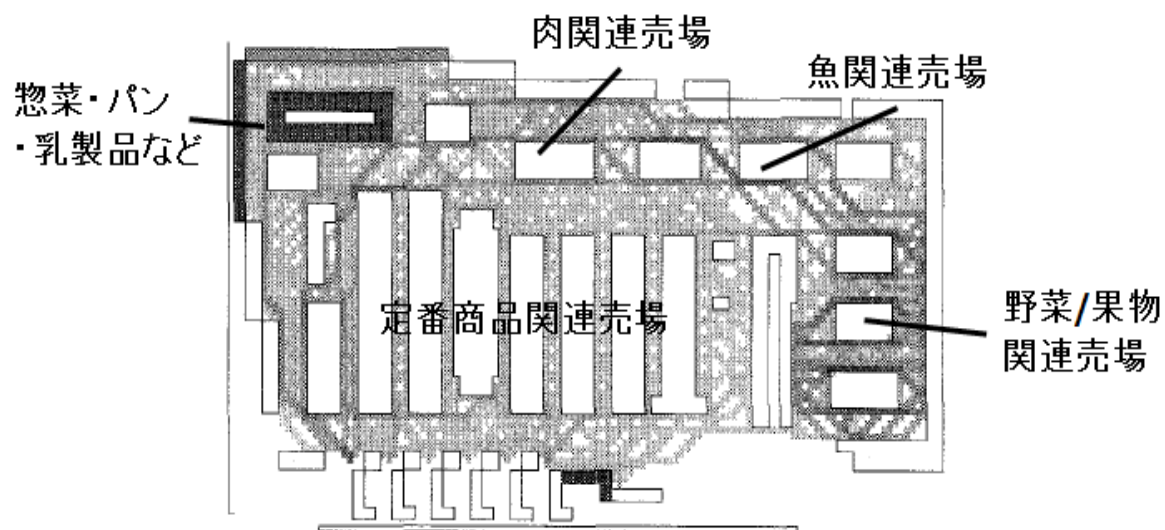 肉関連売場
魚関連売場
惣菜・パン
・乳製品など
定番商品関連売場
野菜/果物
関連売場